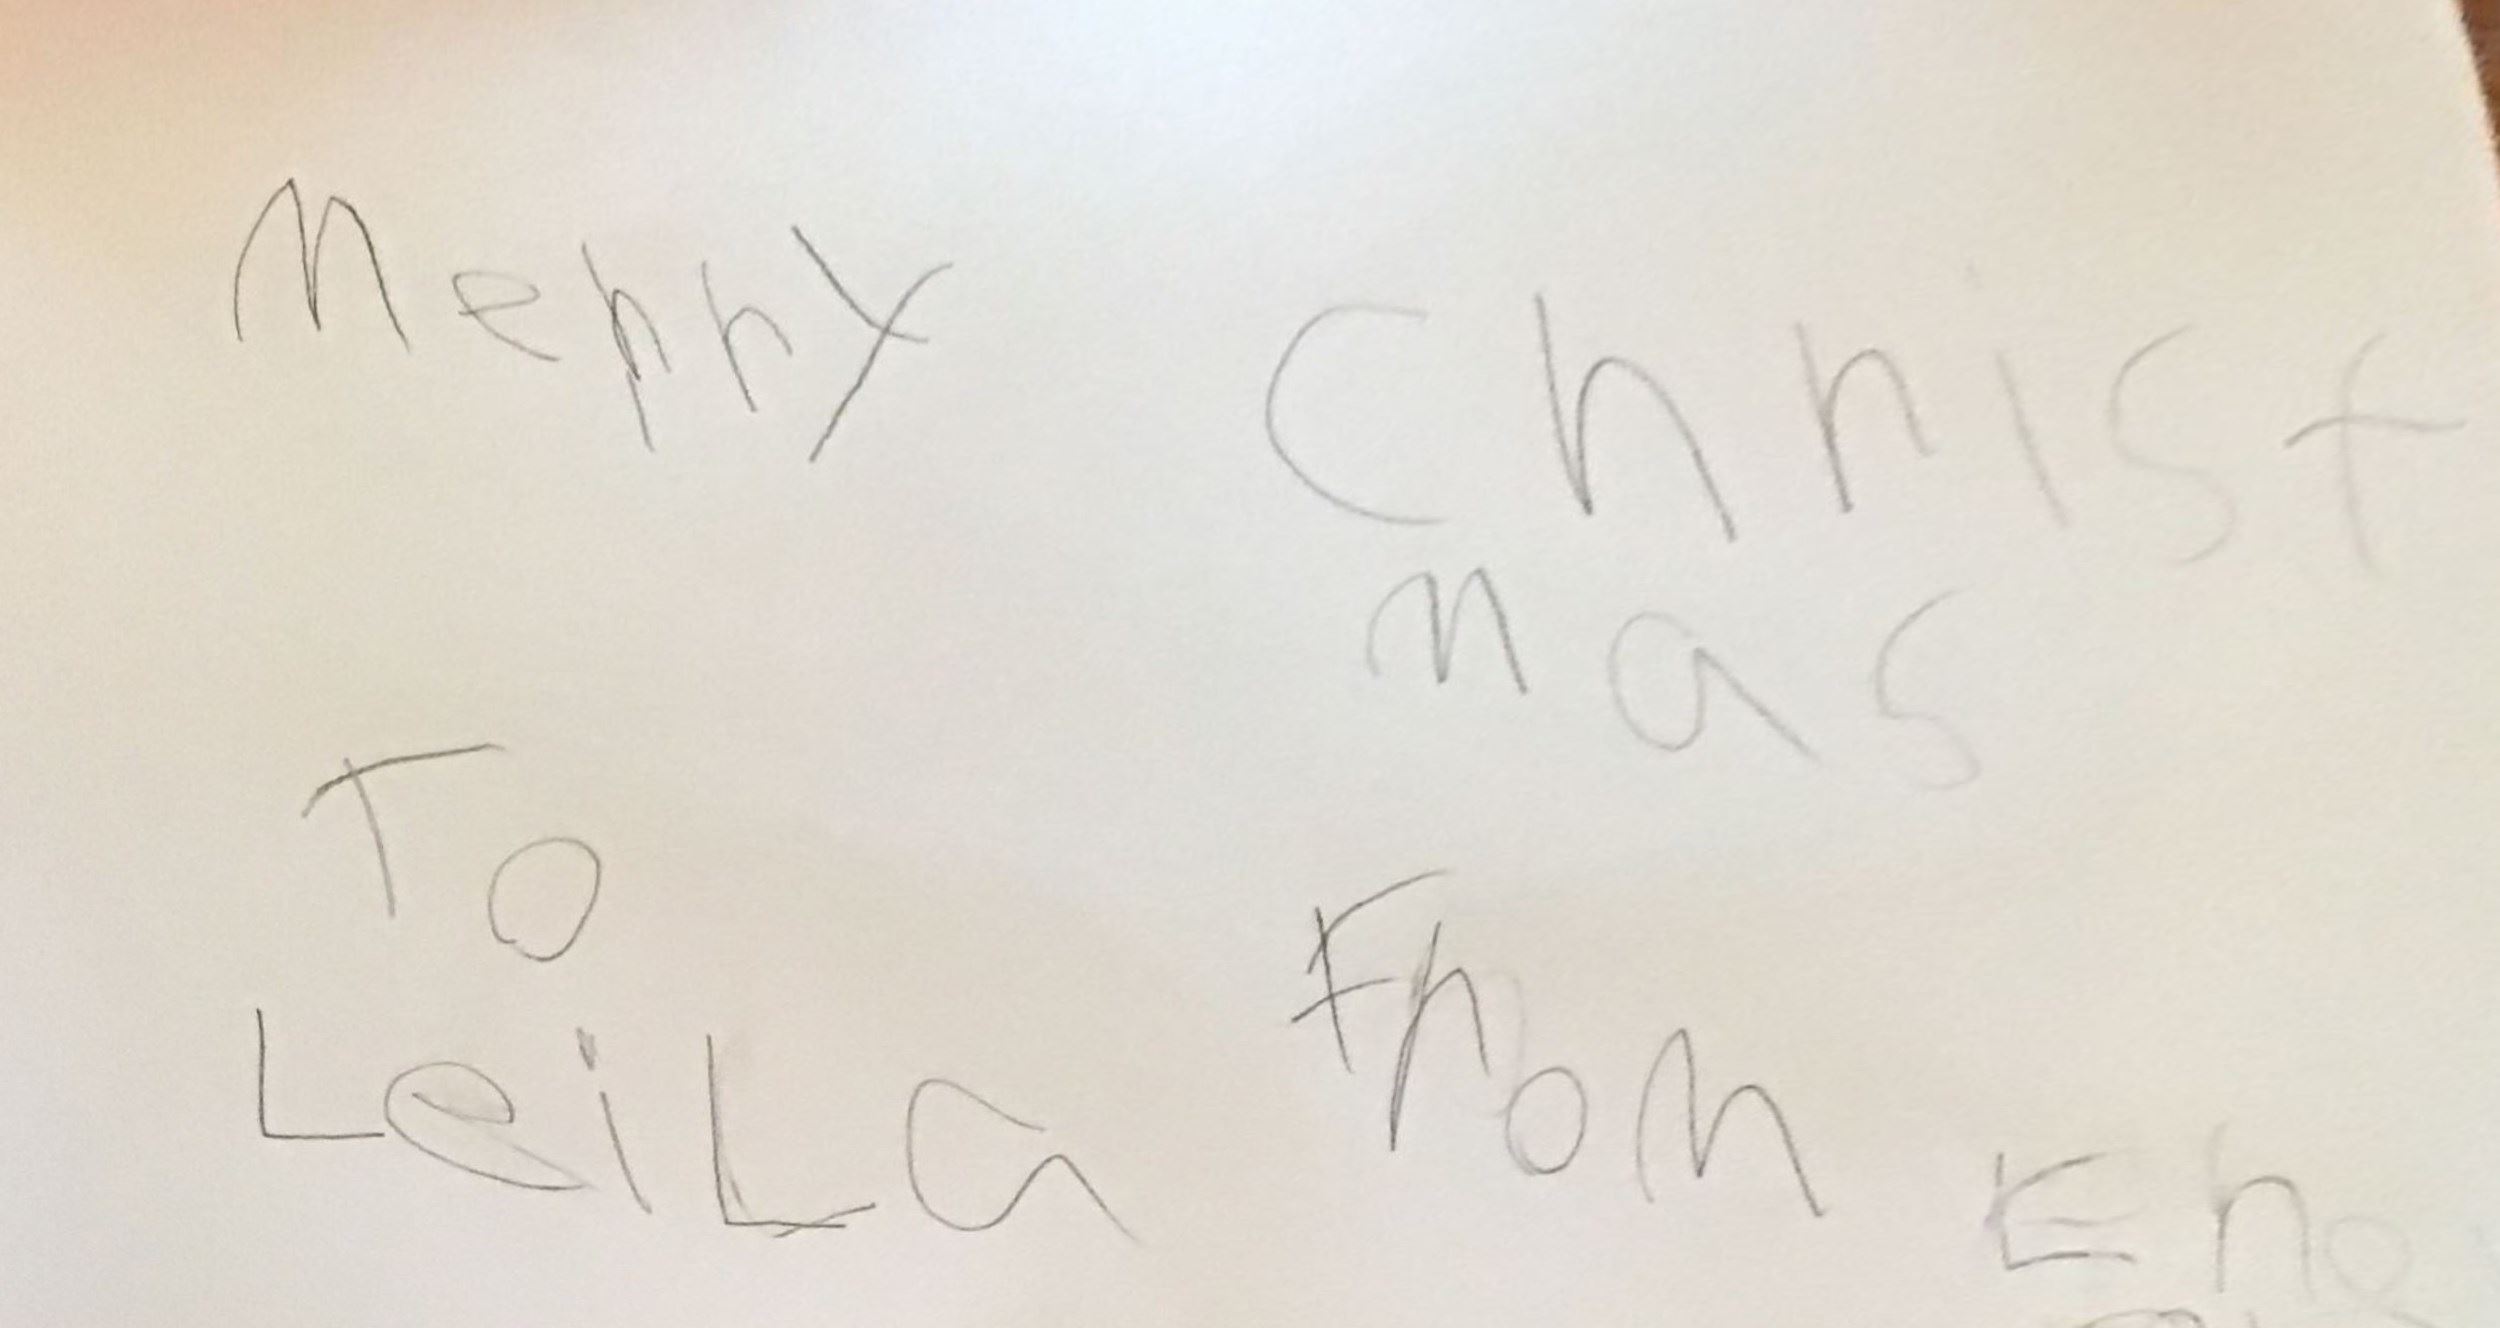 Merry Christ
mas
To
LeiLa From